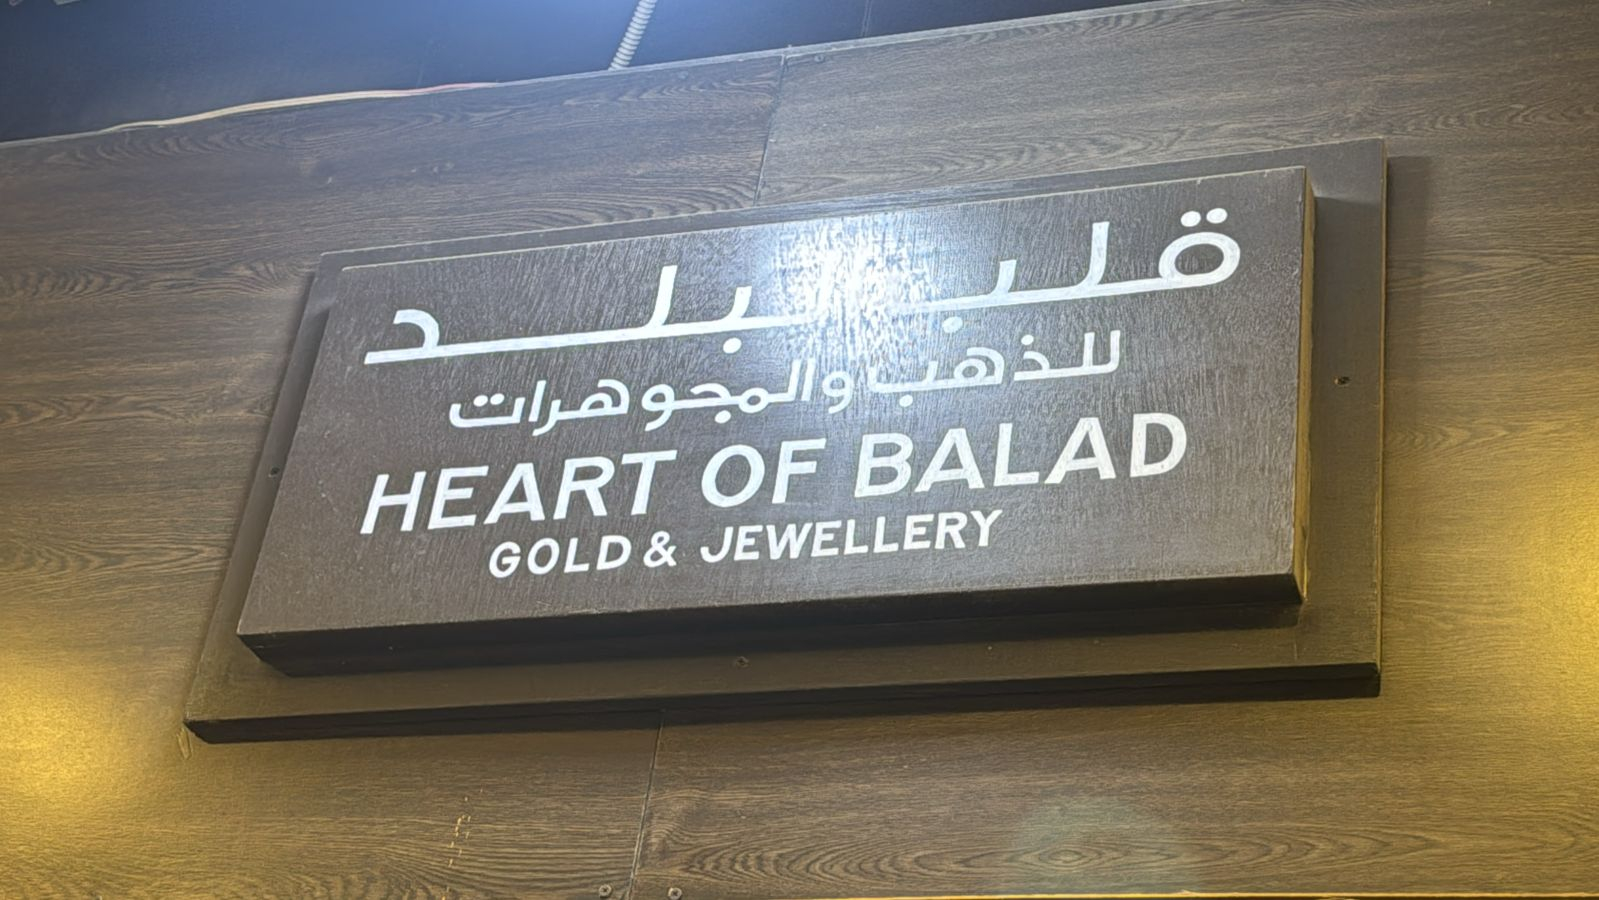 قلب البلد
للذهب والمجوهرات
HEART OF BALAD
GOLD & JEWELLERY